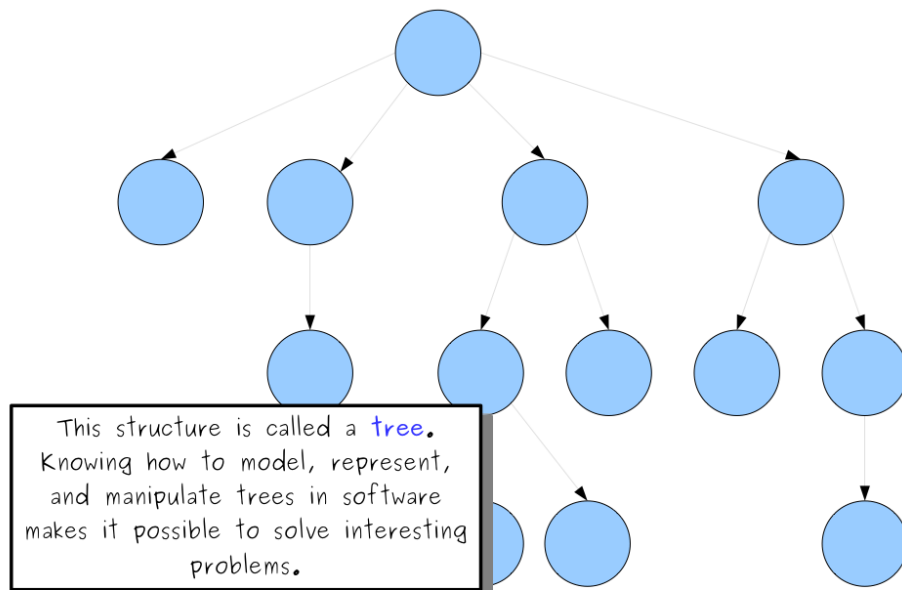 This structure is called a tree.
Knowing how to model, represent,
and manipulate trees in software
makes it possible to solve interesting
problems.